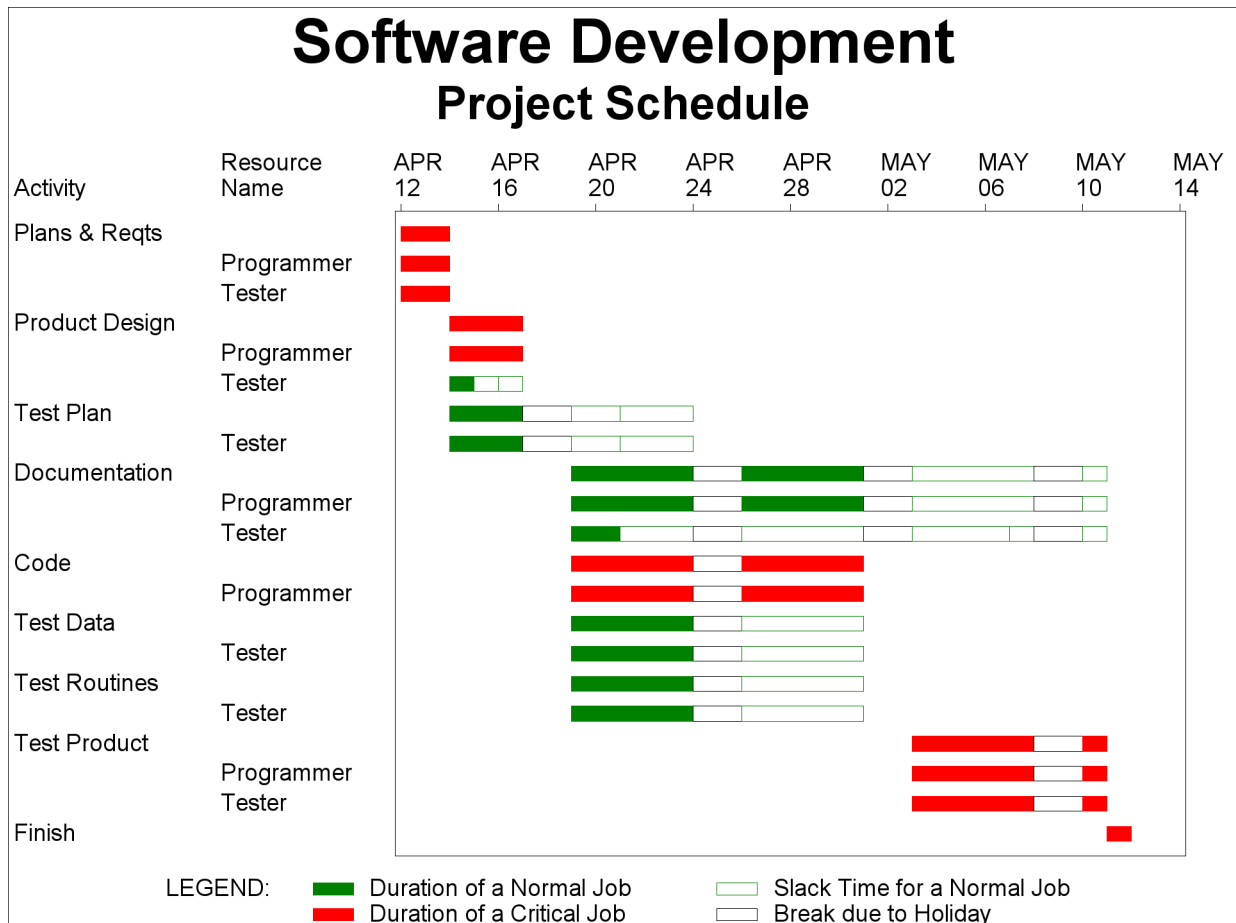 Software Development
Project Schedule
Resource APR APR APR APR APR MAY MAY MAY MAY
Activity Name 12 16 20 24 28 02 06 10 14
Plans & Reqts
Programmer
Tester
Product Design
Programmer
Tester
Test Plan
Tester
Documentation
Programmer
Tester
Code
Programmer
Test Data
Tester
Test Routines
Tester
Test Product
Programmer
Tester
Finish
LEGEND: Duration of a Normal Job Slack Time for a Normal Job
Duration of a Critical Job Break due to Holiday